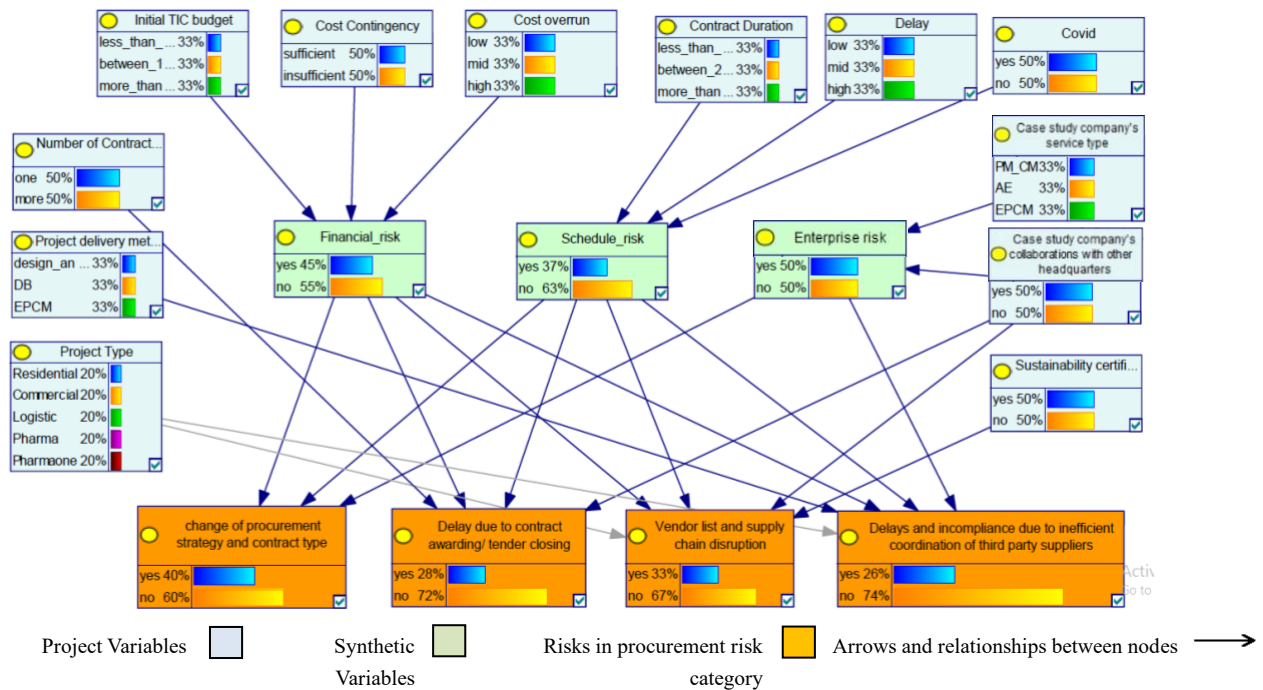 Initial TIC budget
less_than_ ... 33%
between_1... 33%
more_than ... 33%
Cost Contingency
sufficient 50%
insufficient 50%
Cost overrun
low 33%
mid 33%
high 33%
Contract Duration
less_than_ ... 33%
between_2... 33%
more_than ... 33%
Delay
low 33%
mid 33%
high 33%
Covid
yes 50%
no 50%
Number of Contract...
one 50%
more 50%
Case study company's
service type
PM_CM 33%
AE 33%
EPCM 33%
Project delivery met...
design_an ... 33%
DB 33%
EPCM 33%
Financial_risk
yes 45%
no 55%
Schedule_risk
yes 37%
no 63%
Enterprise risk
yes 50%
no 50%
Case study company's
collaborations with other
headquarters
yes 50%
no 50%
Project Type
Residential 20%
Commercial 20%
Logistic 20%
Pharma 20%
Pharmaone 20%
Sustainability certifi...
yes 50%
no 50%
change of procurement
strategy and contract type
yes 40%
no 60%
Delay due to contract
awarding/ tender closing
yes 28%
no 72%
Vendor list and supply
chain disruption
yes 33%
no 67%
Delays and incompliance due to inefficient
coordination of third party suppliers
yes 26%
no 74%
Activ
Go to
Project Variables
Synthetic
Variables
Risks in procurement risk
category
Arrows and relationships between nodes